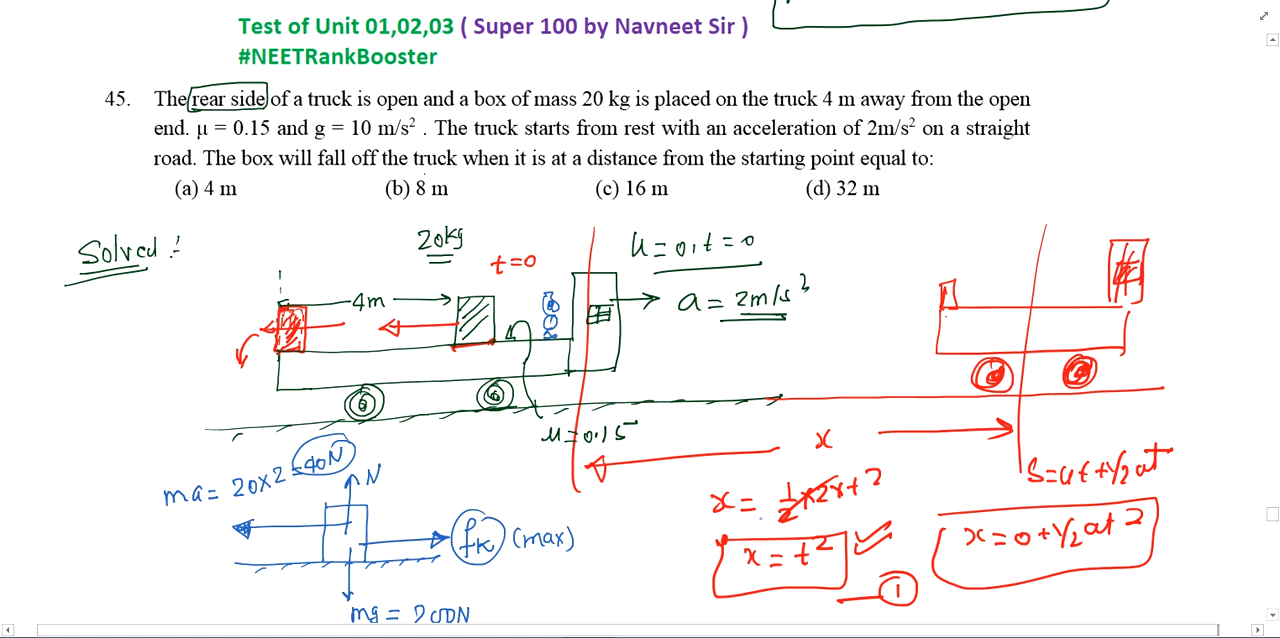 Test of Unit 01,02,03 ( Super 100 by Navneet Sir )
#NEETRankBooster
45. The rear side of a truck is open and a box of mass 20 kg is placed on the truck 4 m away from the open
end. μ = 0.15 and g = 10 m/s² . The truck starts from rest with an acceleration of 2m/s² on a straight
road. The box will fall off the truck when it is at a distance from the starting point equal to:
(a) 4 m (b) 8 m (c) 16 m (d) 32 m
Solved :-
20kg
t=0
u=0, t=0
4m
a = 2m/s²
μ=0.15
x
ma = 20×2=40N
N
fk (max)
mg = 200N
S=ut+½at
x = ½×2×t²
x = 0+½at²
x = t²
1